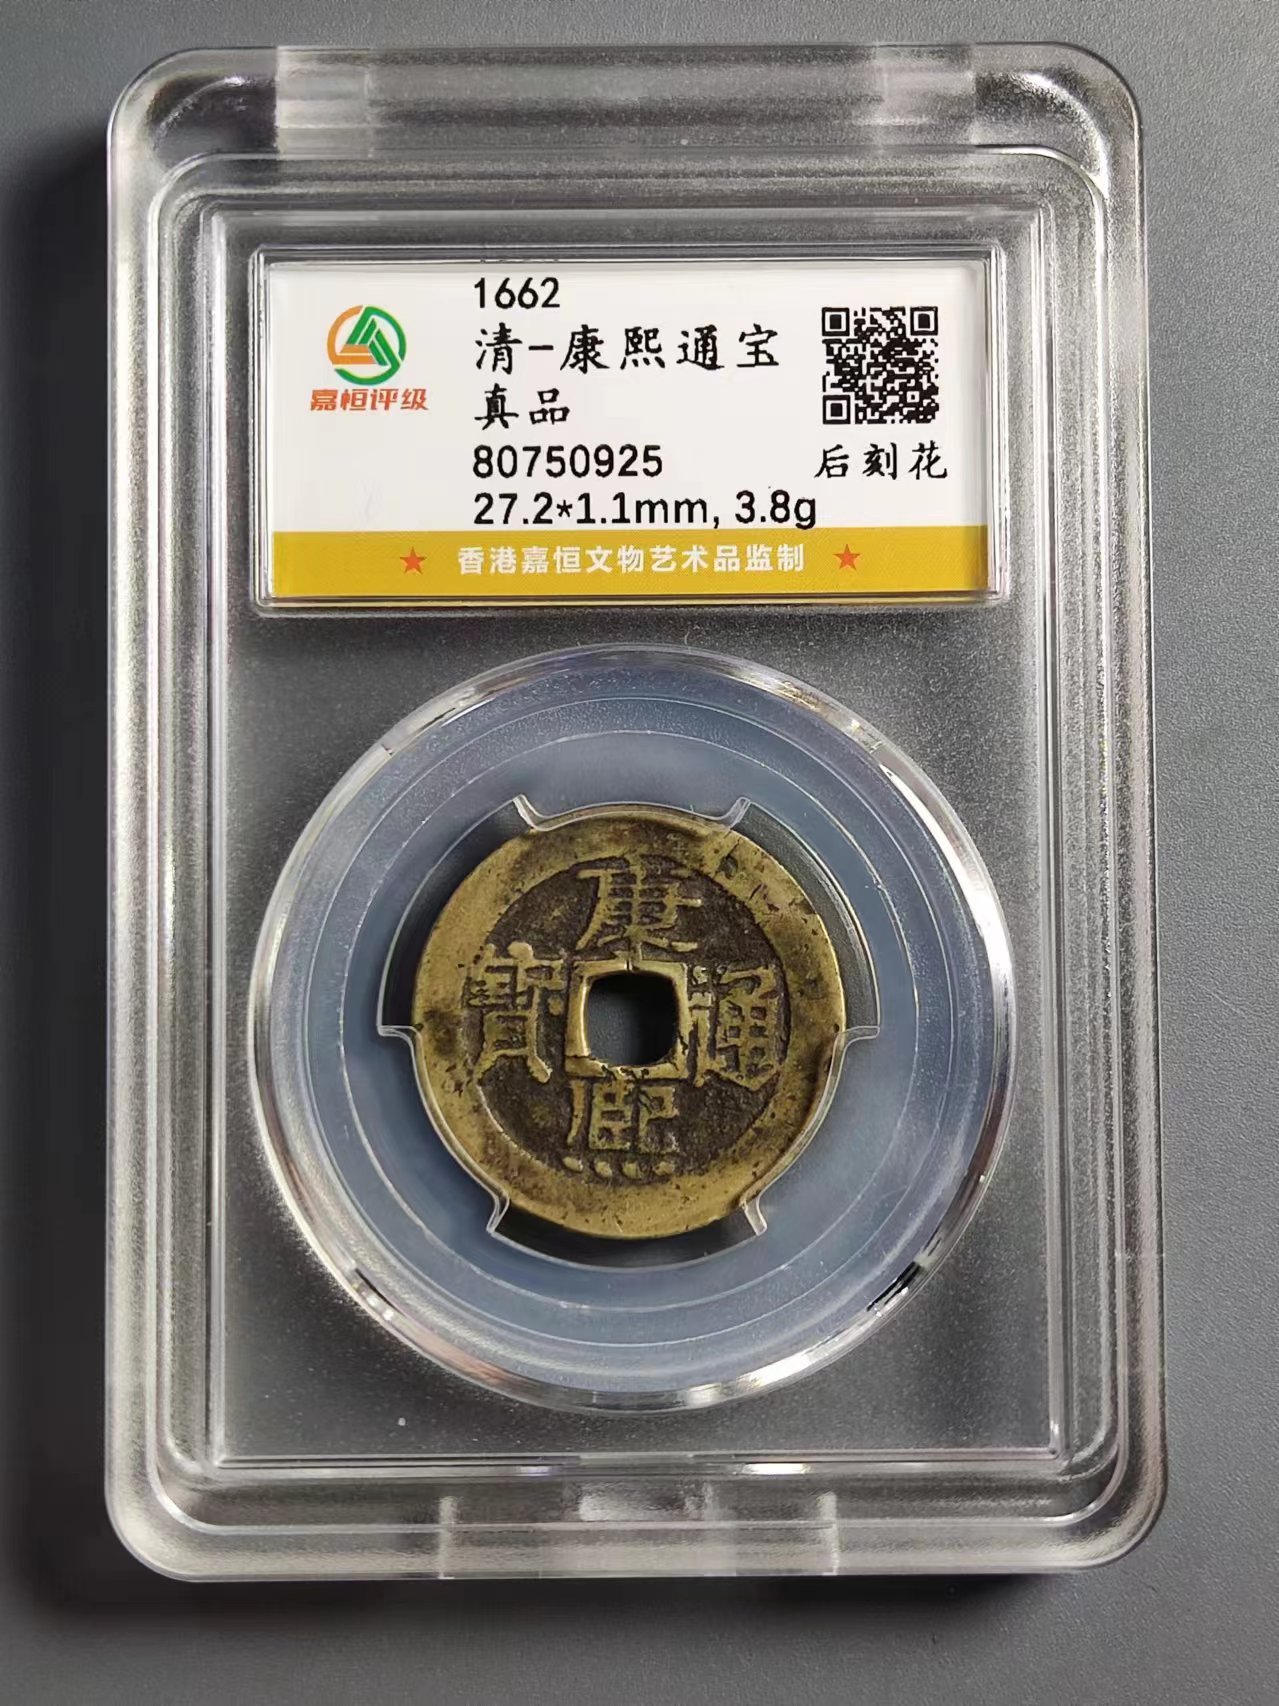 1662
清-康熙通宝
真品
80750925
后刻花
27.2*1.1mm, 3.8g
嘉恒评级
★ 香港嘉恒文物艺术品监制 ★
康熙通寶